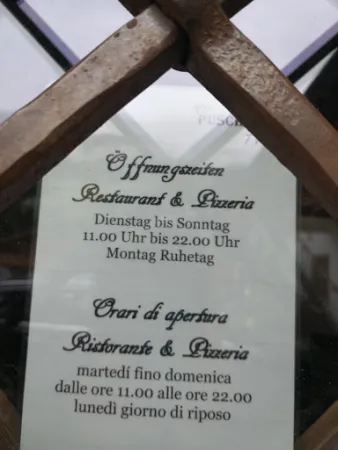 Öffnungszeiten
Restaurant & Pizzeria
Dienstag bis Sonntag
11.00 Uhr bis 22.00 Uhr
Montag Ruhetag
Orari di apertura
Ristorante & Pizzeria
martedí fino domenica
dalle ore 11.00 alle ore 22.00
lunedì giorno di riposo